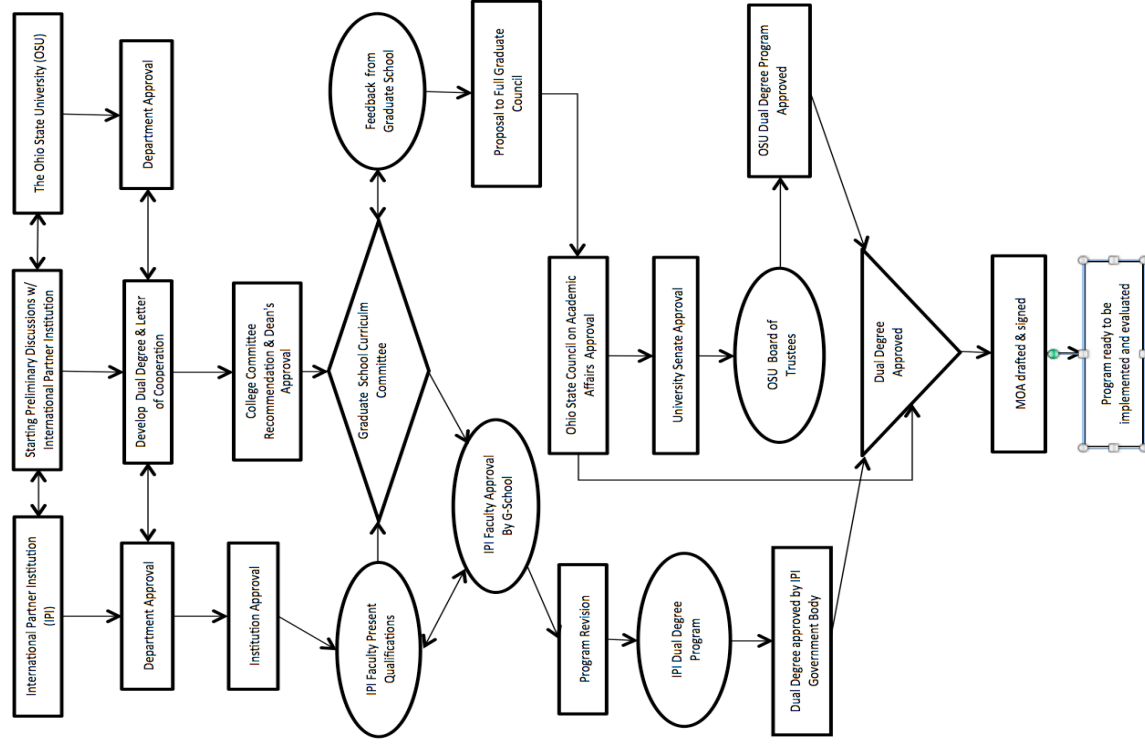 International Partner Institution
(IPI)
Starting Preliminary Discussions w/
International Partner Institution
The Ohio State University (OSU)
Department Approval
Develop Dual Degree & Letter
of Cooperation
Department Approval
Institution Approval
College Committee
Recommendation & Dean's
Approval
IPI Faculty Present
Qualifications
Graduate School Curriculum
Committee
Feedback from
Graduate School
IPI Faculty Approval
By G-School
Proposal to Full Graduate
Council
Program Revision
Ohio State Council on Academic
Affairs Approval
IPI Dual Degree
Program
University Senate Approval
OSU Board of
Trustees
OSU Dual Degree Program
Approved
Dual Degree approved by IPI
Government Body
Dual Degree
Approved
MOA drafted & signed
Program ready to be
implemented and evaluated